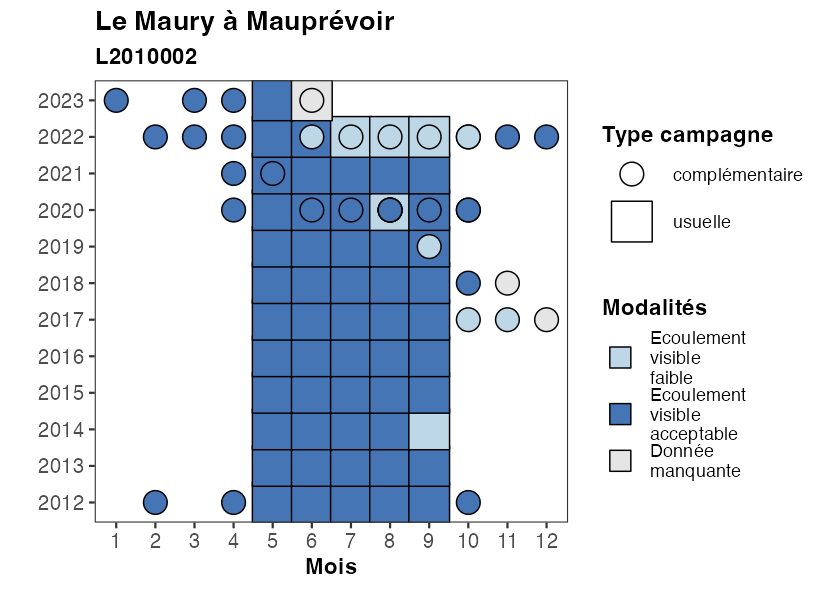 Le Maury à Mauprévoir
L2010002
2023
2022
2021
2020
2019
2018
2017
2016
2015
2014
2013
2012
1 2 3 4 5 6 7 8 9 10 11 12
Mois
Type campagne
complémentaire
usuelle
Modalités
Ecoulement
visible
faible
Ecoulement
visible
acceptable
Donnée
manquante